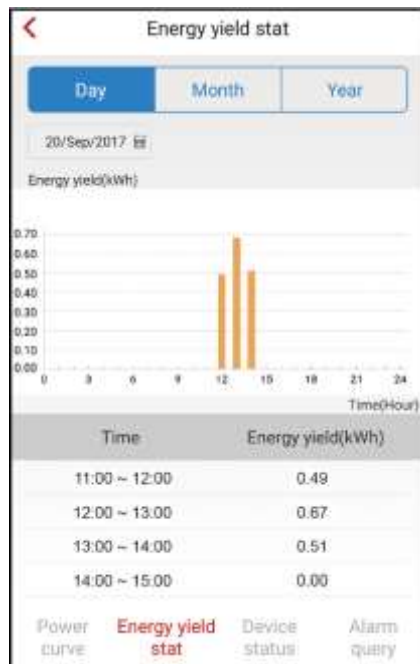 Energy yield stat
Day Month Year
20/Sep/2017
Energy yield(kWh)
0.70
0.60
0.50
0.40
0.30
0.20
0.10
0.00
0 3 6 9 12 15 18 21 24
Time(Hour)
Time Energy yield(kWh)
11:00 ~ 12:00 0.49
12:00 ~ 13:00 0.67
13:00 ~ 14:00 0.51
14:00 ~ 15:00 0.00
Power Energy yield Device Alarm
curve stat status query